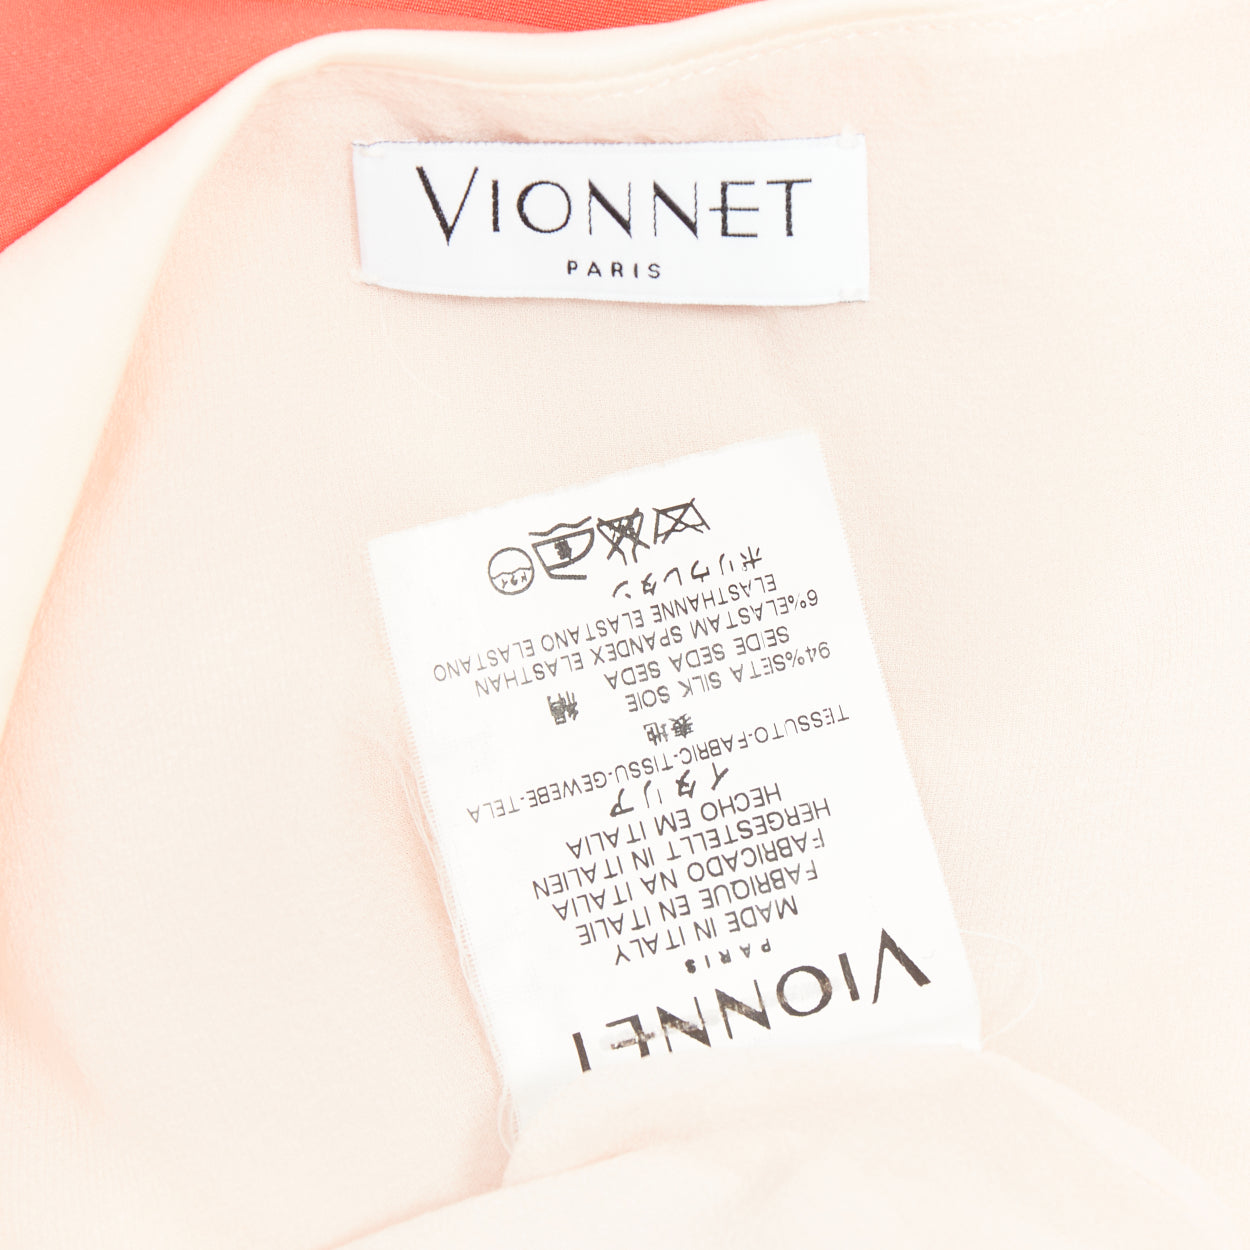 VIONNET
PARIS
VIONNET
PARIS
MADE IN ITALY
FABRIQUE EN ITALIE
FABRICADO NA ITALIA
HERGESTELLT IN ITALIEN
HECHO EM ITALIA
イタリア
TESSUTO-FABRIC-TISSU-GEWEBE-TELA
表地
94%SETA SILK SOIE
SEIDE SEDA SEDA 絹
6%ELASTAM SPANDEX ELASTHAN
ELASTHANNE ELASTANO ELASTANO
ポリウレタン